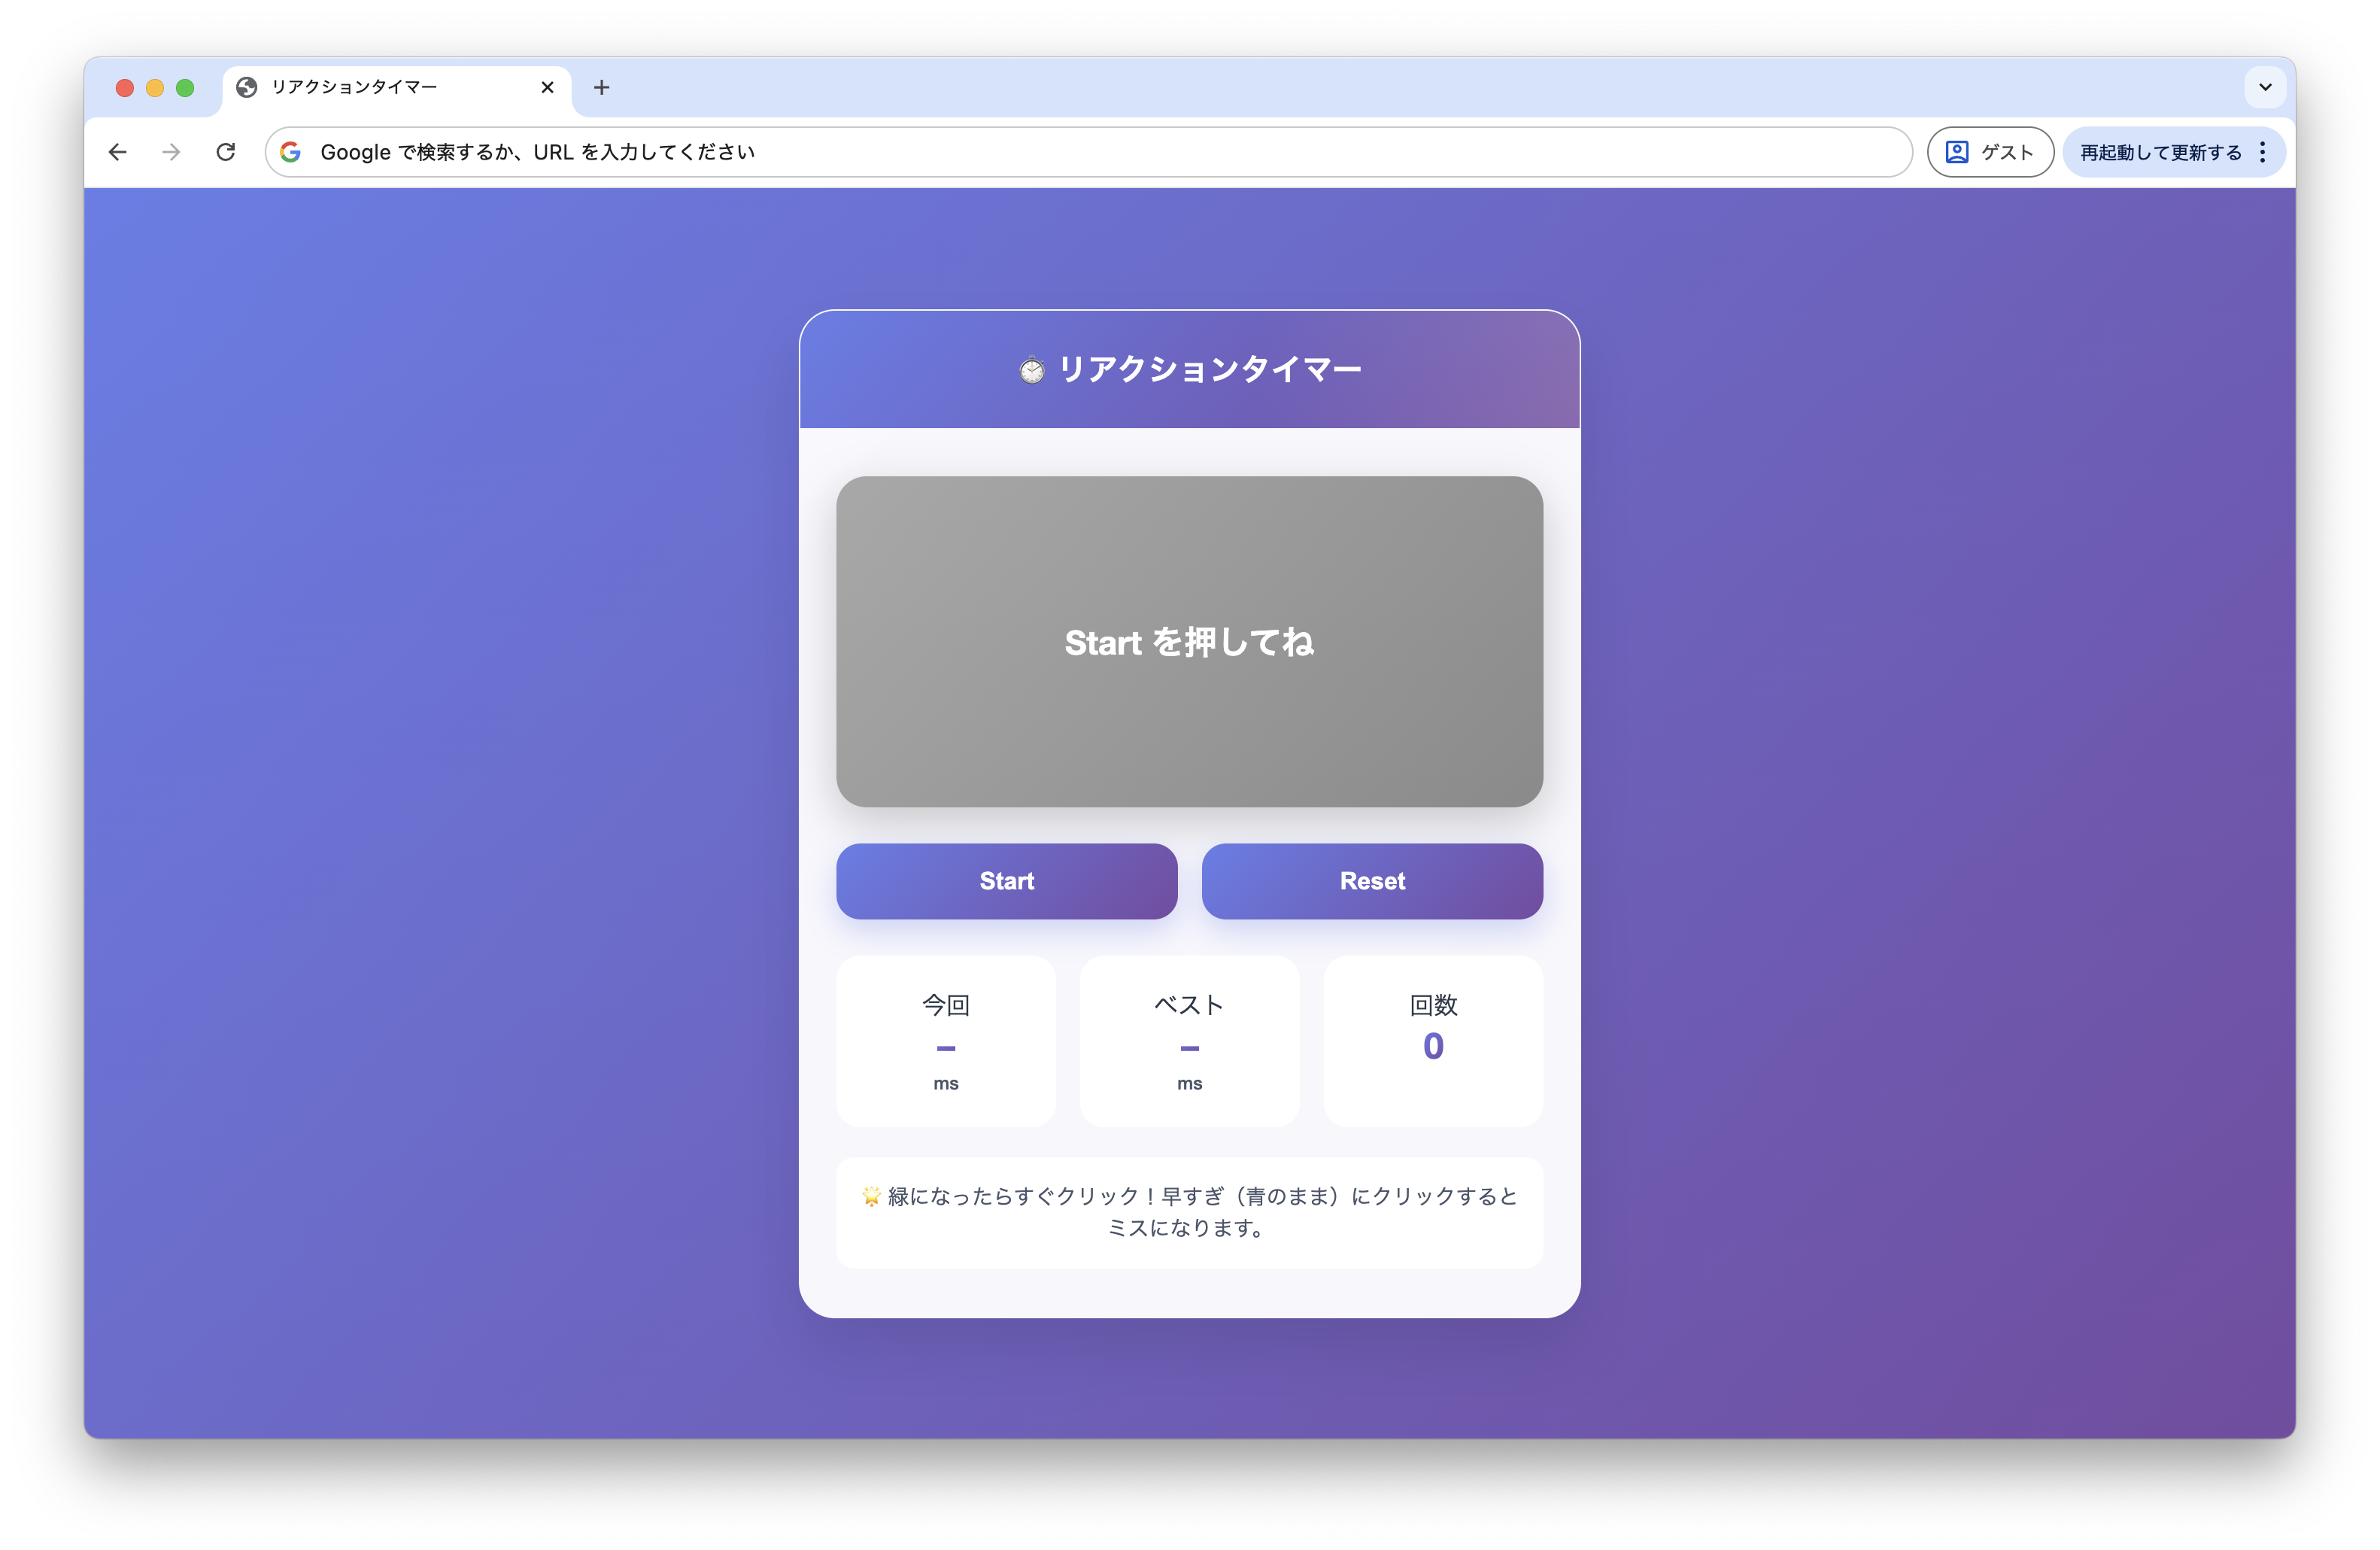 リアクションタイマー
Google で検索するか、URL を入力してください
ゲスト
再起動して更新する
リアクションタイマー
Start を押してね
Start
Reset
今回
–
ms
ベスト
–
ms
回数
0
🌟 緑になったらすぐクリック！早すぎ（青のまま）にクリックすると
ミスになります。